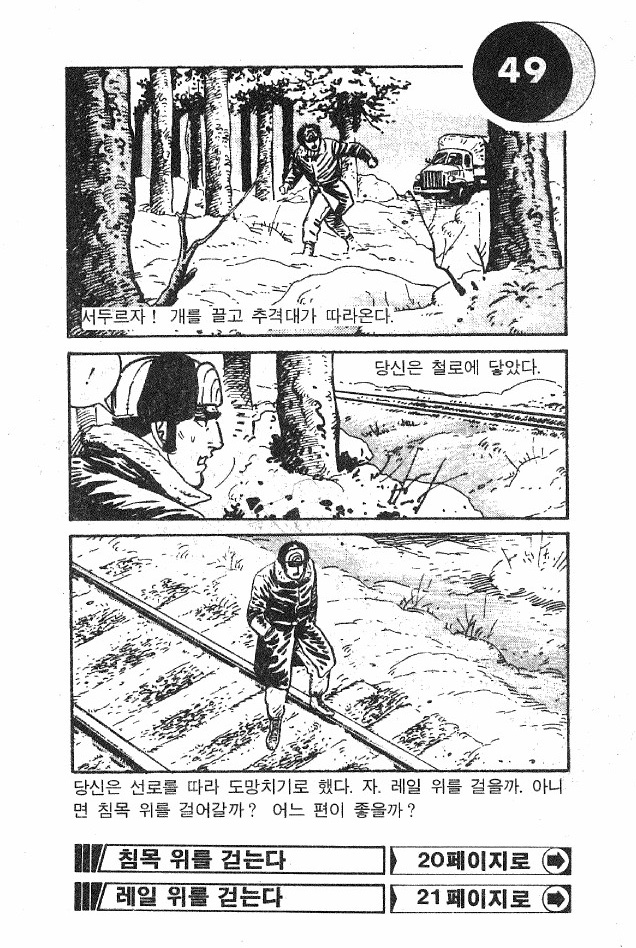 49
서두르자! 개를 끌고 추격대가 따라온다.
당신은 철로에 닿았다.
당신은 선로를 따라 도망치기로 했다. 자. 레일 위를 걸을까. 아니
면 침목 위를 걸어갈까? 어느 편이 좋을까?
침목 위를 걷는다 20페이지로
레일 위를 걷는다 21페이지로